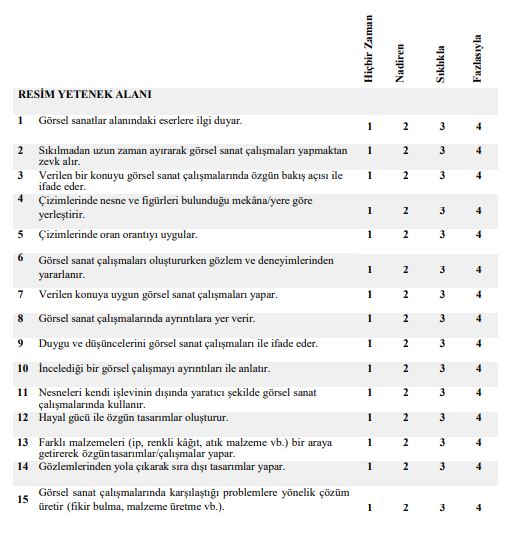 Hiçbir Zaman
Nadiren
Sıklıkla
Fazlasıyla
RESİM YETENEK ALANI
1 Görsel sanatlar alanındaki eserlere ilgi duyar. 1 2 3 4
2 Sıkılmadan uzun zaman ayırarak görsel sanat çalışmaları yapmaktan
zevk alır. 1 2 3 4
3 Verilen bir konuyu görsel sanat çalışmalarında özgün bakış açısı ile
ifade eder. 1 2 3 4
4 Çizimlerinde nesne ve figürleri bulunduğu mekâna/yere göre
yerleştirir. 1 2 3 4
5 Çizimlerinde oran orantıyı uygular. 1 2 3 4
6 Görsel sanat çalışmaları oluştururken gözlem ve deneyimlerinden
yararlanır. 1 2 3 4
7 Verilen konuya uygun görsel sanat çalışmaları yapar. 1 2 3 4
8 Görsel sanat çalışmalarında ayrıntılara yer verir. 1 2 3 4
9 Duygu ve düşüncelerini görsel sanat çalışmaları ile ifade eder. 1 2 3 4
10 İncelediği bir görsel çalışmayı ayrıntıları ile anlatır. 1 2 3 4
11 Nesneleri kendi işlevinin dışında yaratıcı şekilde görsel sanat
çalışmalarında kullanır. 1 2 3 4
12 Hayal gücü ile özgün tasarımlar oluşturur. 1 2 3 4
13 Farklı malzemeleri (ip, renkli kâğıt, atık malzeme vb.) bir araya
getirerek özgüntasarımlar/çalışmalar yapar. 1 2 3 4
14 Gözlemlerinden yola çıkarak sıra dışı tasarımlar yapar. 1 2 3 4
15 Görsel sanat çalışmalarında karşılaştığı problemlere yönelik çözüm
üretir (fikir bulma, malzeme üretme vb.). 1 2 3 4